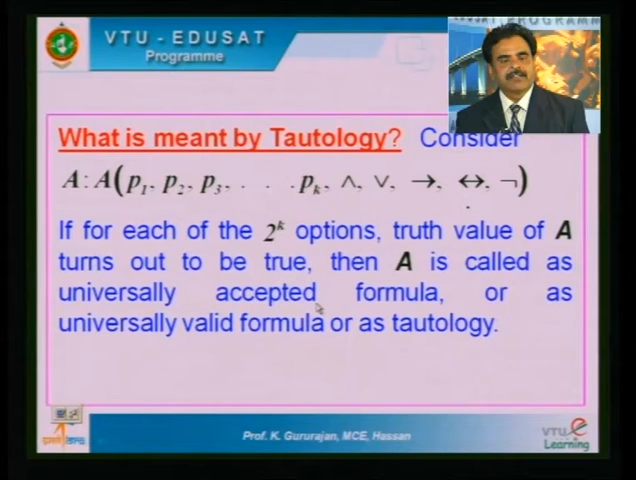 VTU - EDUSAT
Programme
EDUSAT PROGRAMM
What is meant by Tautology? Consider
A: A(p₁, p₂, p₃, . . . pₖ, ∧, ∨, →, ↔, ¬)
If for each of the 2ᵏ options, truth value of A
turns out to be true, then A is called as
universally accepted formula, or as
universally valid formula or as tautology.
Prof. K. Gururajan, MCE, Hassan
VTU e
Learning